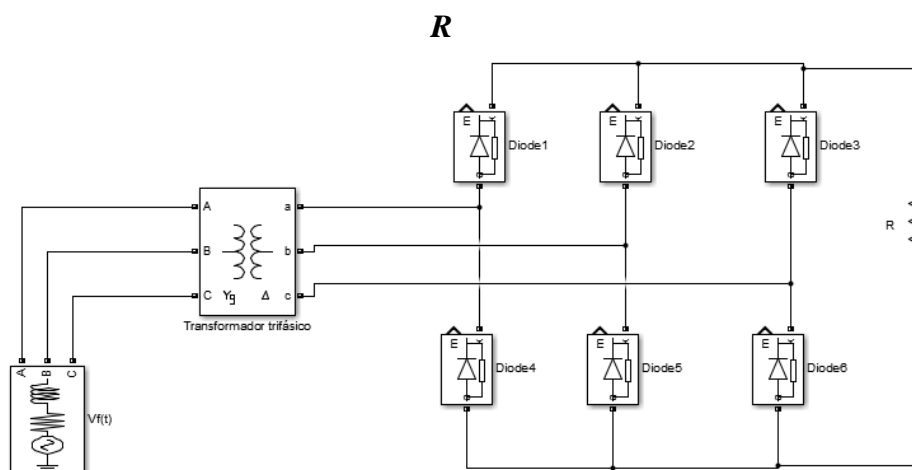 R
m k m k m k
Diode1 Diode2 Diode3
a a a
A a
B b
C c
Yg Δ
Transformador trifásico
R
m k m k m k
Diode4 Diode5 Diode6
a a a
A B C
Vf(t)